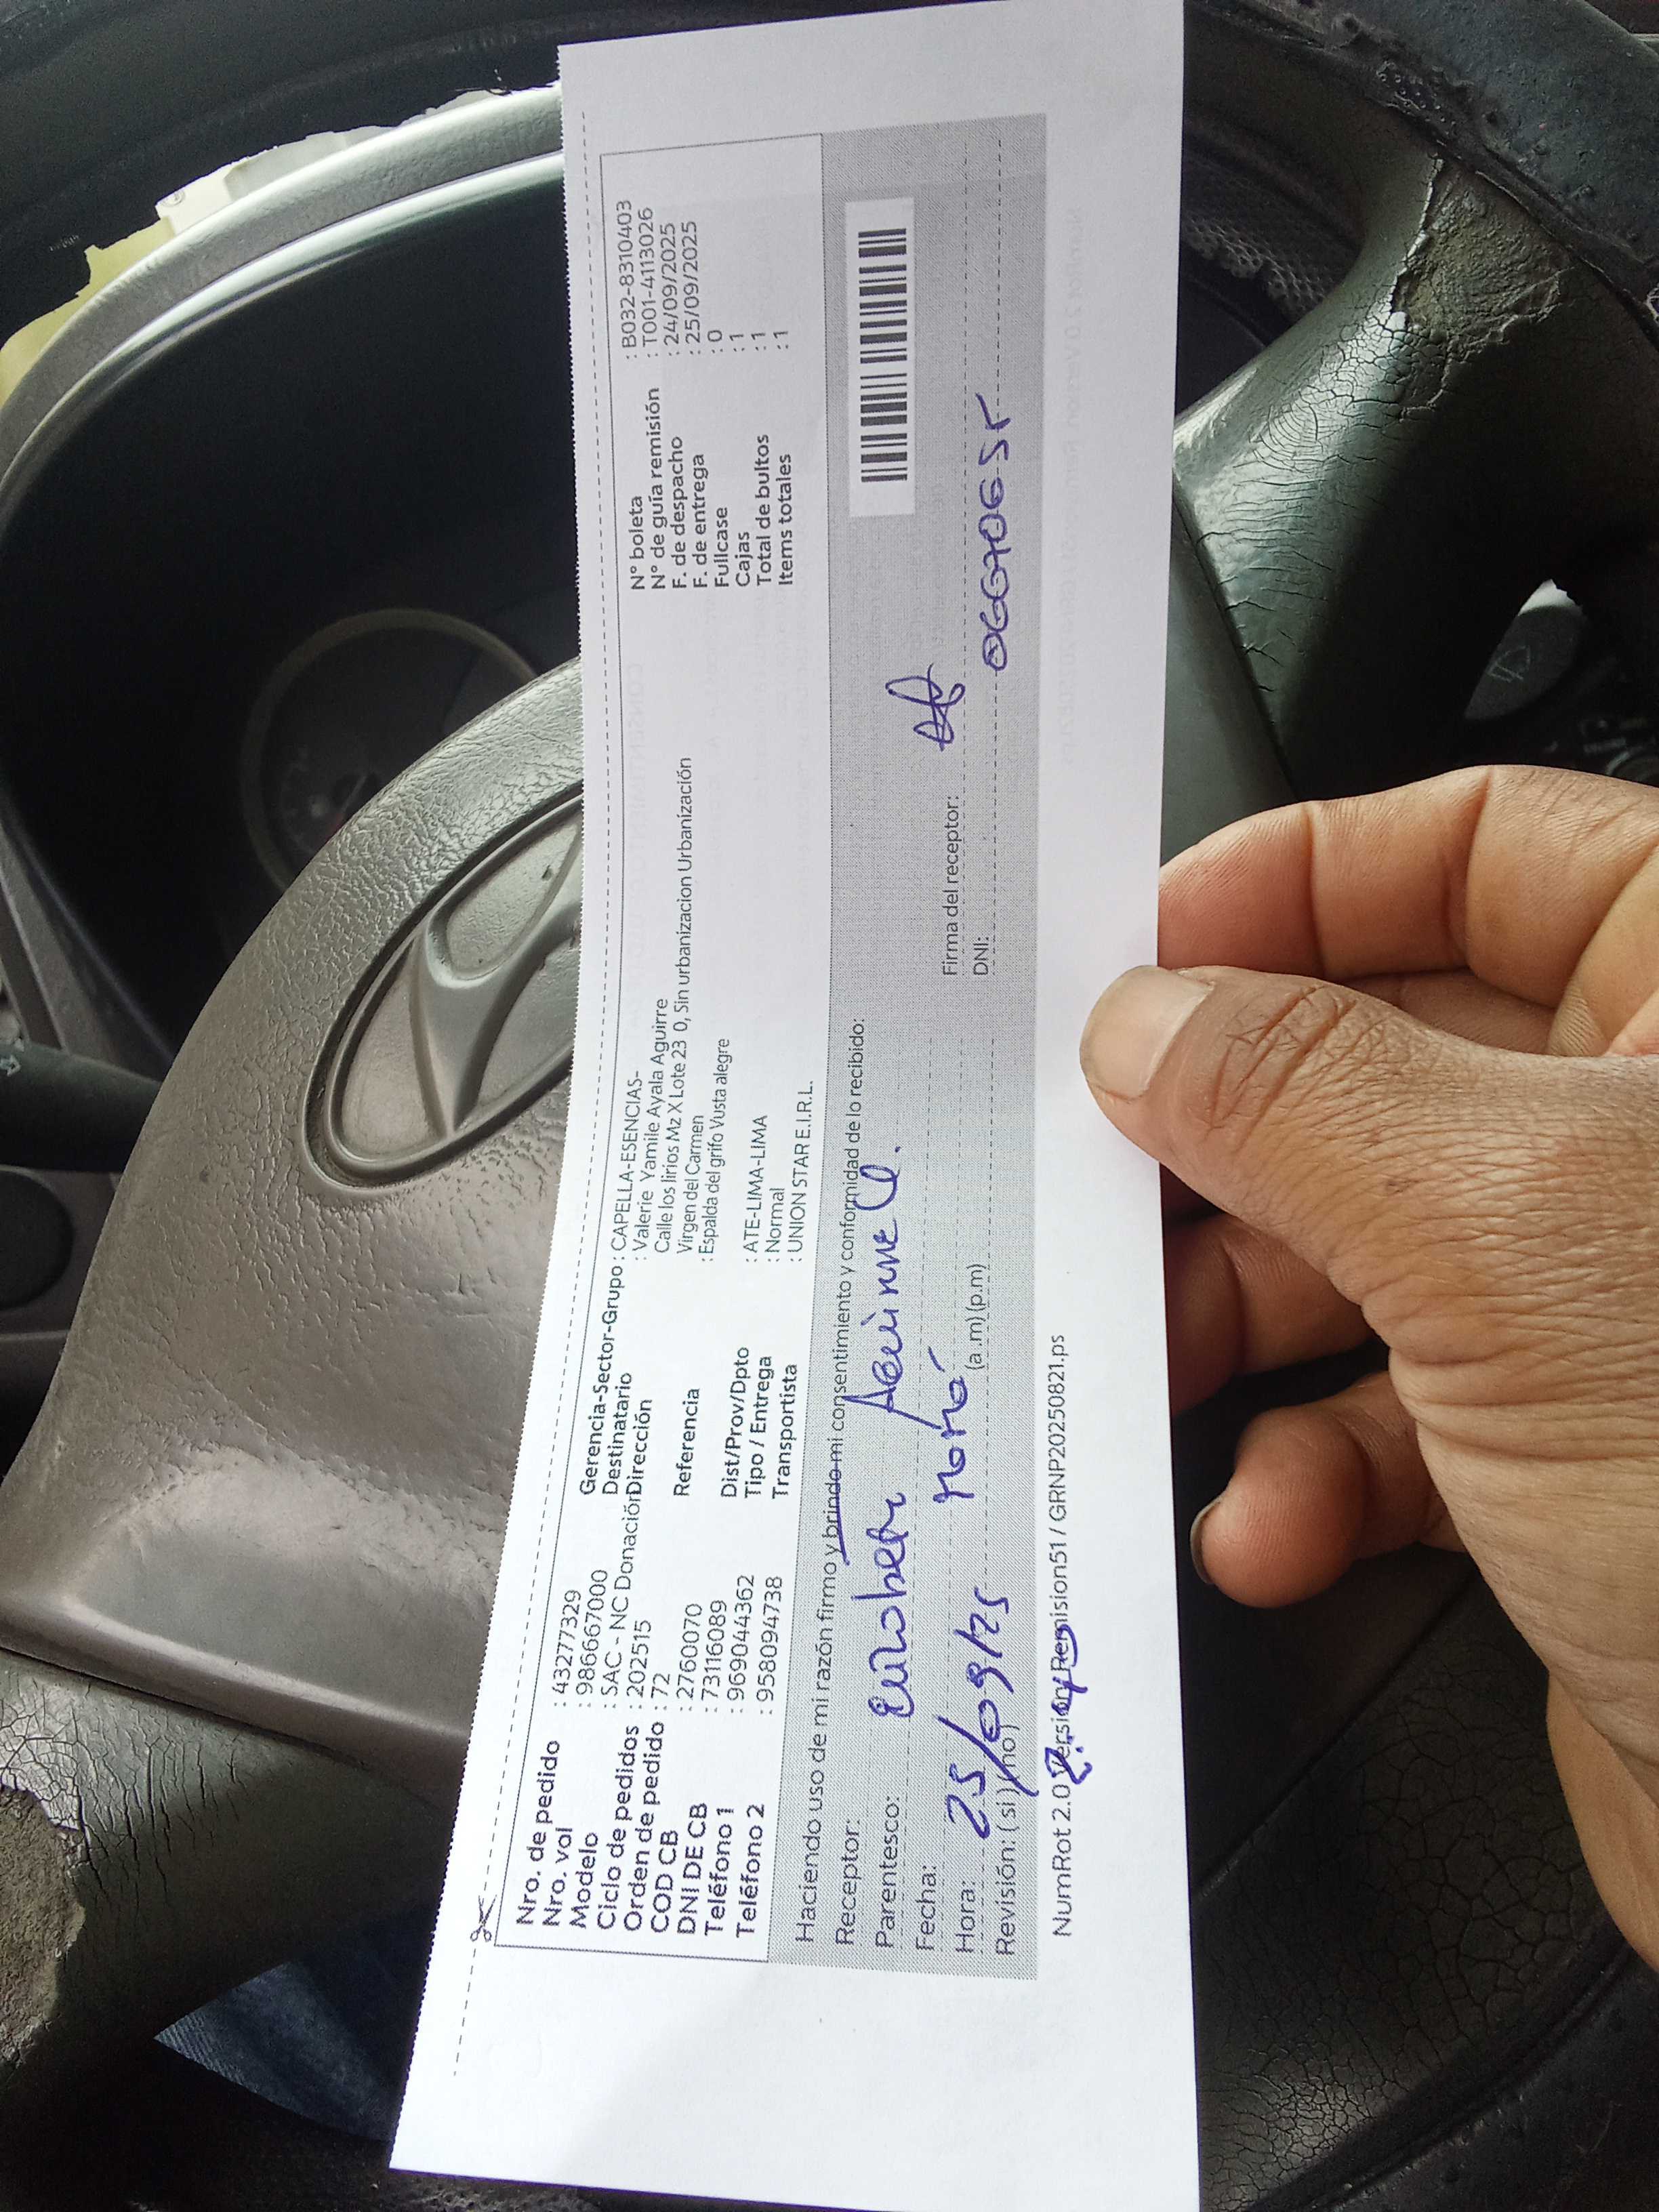 Nro. de pedido : 43277329
Nro. vol : 986667000
Modelo : SAC - NC Donación
Ciclo de pedidos : 202515
Orden de pedido : 72
COD CB : 2760070
DNI DE CB : 73116089
Teléfono 1 : 969044362
Teléfono 2 : 958094738
Gerencia-Sector-Grupo : CAPELLA-ESENCIAS-
Destinatario : Valerie Yamile Ayala Aguirre
Dirección Calle los lirios Mz X Lote 23 0, Sin urbanizacion Urbanización
Virgen del Carmen
Referencia : Espalda del grifo Vusta alegre
Dist/Prov/Dpto : ATE-LIMA-LIMA
Tipo / Entrega : Normal
Transportista : UNION STAR E.I.R.L.
N° boleta : B032-8310403
N° de guía remisión : T001-4113026
F. de despacho : 24/09/2025
F. de entrega : 25/09/2025
Fullcase : 0
Cajas : 1
Total de bultos : 1
Items totales : 1
Haciendo uso de mi razón firmo y brindo mi consentimiento y conformidad de lo recibido:
Receptor:
Parentesco:
Fecha: 25/09/25
Hora: (a.m) (p.m)
Revisión: ( si ) ( no )
Firma del receptor:
DNI:
NumRot 2.0 Version Remision51 / GRNP20250821.ps